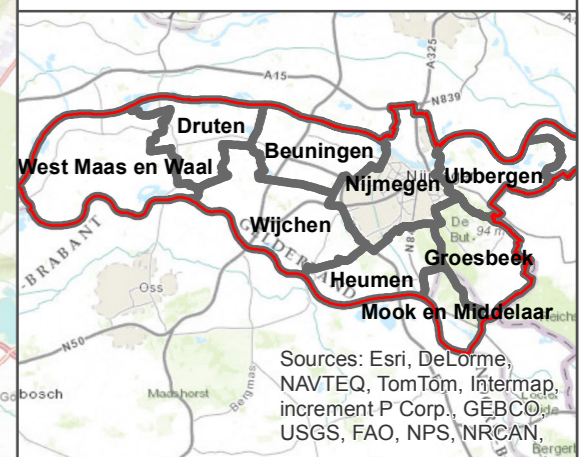 A325
A15
N839
Druten
Beuningen
West Maas en Waal
Nijmegen
Ubbergen
Wijchen
De
But.
94 m
-BRABANT
GELDERLAND
Groesbeek
Oss
Heumen
Mook en Middelaar
N50
Sources: Esri, DeLorme,
NAVTEQ, TomTom, Intermap,
increment P Corp., GEBCO,
USGS, FAO, NPS, NRCAN,
bosch
Maashorst